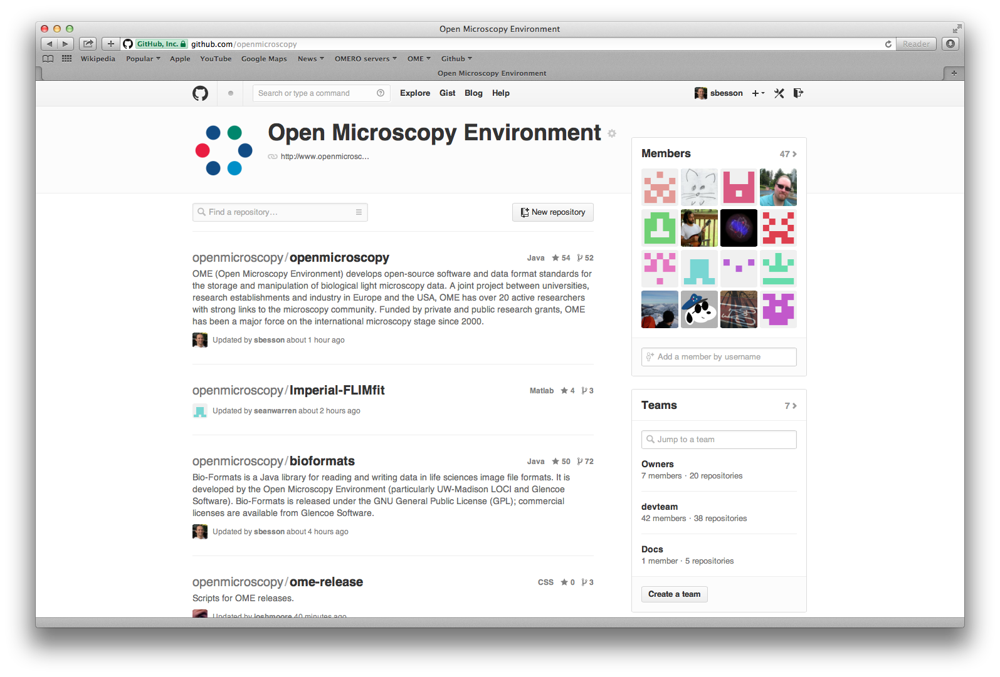 Open Microscopy Environment
GitHub, Inc. github.com/openmicroscopy Reader
Wikipedia Popular Apple YouTube Google Maps News OMERO servers OME Github
Open Microscopy Environment
Search or type a command Explore Gist Blog Help sbesson
Open Microscopy Environment
http://www.openmicrosc...
Find a repository...
New repository
openmicroscopy/openmicroscopy Java 54 52
OME (Open Microscopy Environment) develops open-source software and data format standards for
the storage and manipulation of biological light microscopy data. A joint project between universities,
research establishments and industry in Europe and the USA, OME has over 20 active researchers
with strong links to the microscopy community. Funded by private and public research grants, OME
has been a major force on the international microscopy stage since 2000.
Updated by sbesson about 1 hour ago
openmicroscopy/Imperial-FLIMfit Matlab 4 3
Updated by seanwarren about 2 hours ago
openmicroscopy/bioformats Java 50 72
Bio-Formats is a Java library for reading and writing data in life sciences image file formats. It is
developed by the Open Microscopy Environment (particularly UW-Madison LOCI and Glencoe
Software). Bio-Formats is released under the GNU General Public License (GPL); commercial
licenses are available from Glencoe Software.
Updated by sbesson about 4 hours ago
openmicroscopy/ome-release CSS 0 3
Scripts for OME releases.
Updated by joshmoore 40 minutes ago
Members 47
Add a member by username
Teams 7
Jump to a team
Owners
7 members · 20 repositories
devteam
42 members · 38 repositories
Docs
1 member · 5 repositories
Create a team